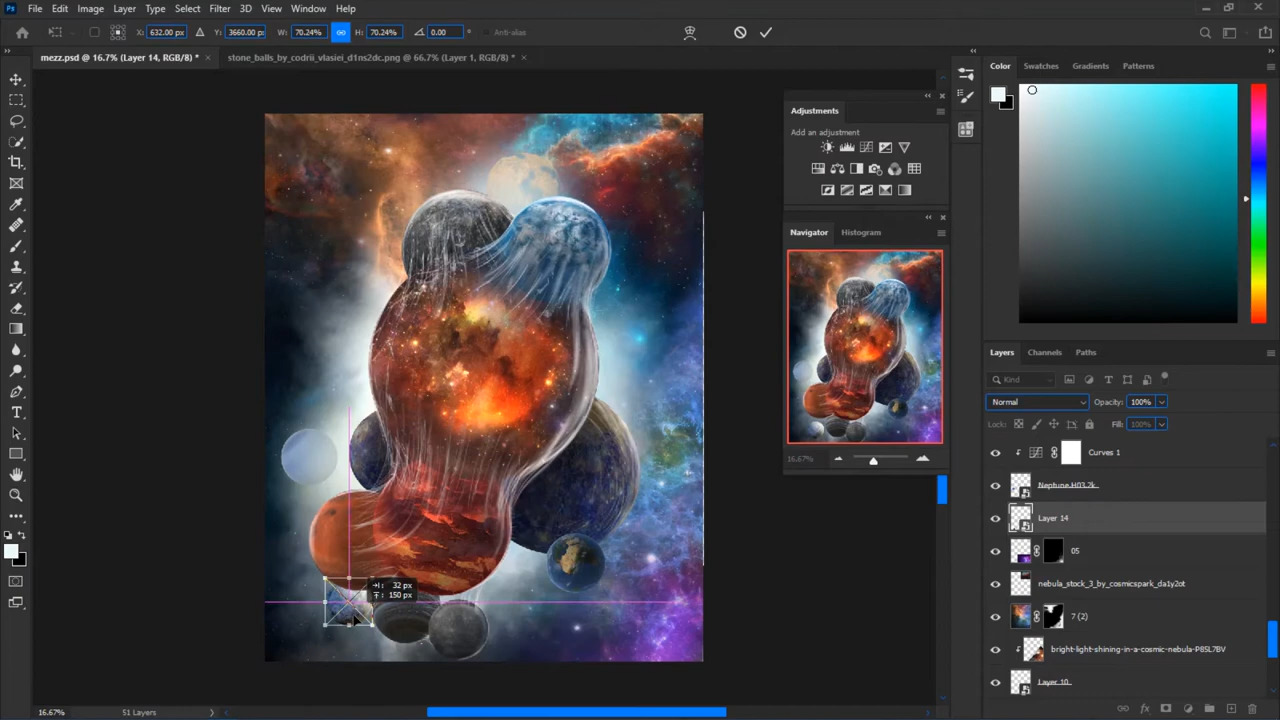 Ps File Edit Image Layer Type Select Filter 3D View Window Help
X: 632.00 px Y: 3660.00 px W: 70.24% H: 70.24% 0.00 ° Anti-alias
mezz.psd @ 16.7% (Layer 14, RGB/8) * × stone_balls_by_codrii_vlasiei_d1ns2dc.png @ 66.7% (Layer 1, RGB/8) * ×
Color Swatches Gradients Patterns
Adjustments
Add an adjustment
Navigator Histogram
16.67%
Layers Channels Paths
Kind
Normal Opacity: 100%
Lock: Fill: 100%
Curves 1
Neptune.H03.2k
Layer 14
05
nebula_stock_3_by_cosmicspark_da1y2ot
7 (2)
bright-light-shining-in-a-cosmic-nebula-P85L7BV
Layer 10
: 32 px
: 150 px
16.67% 51 Layers